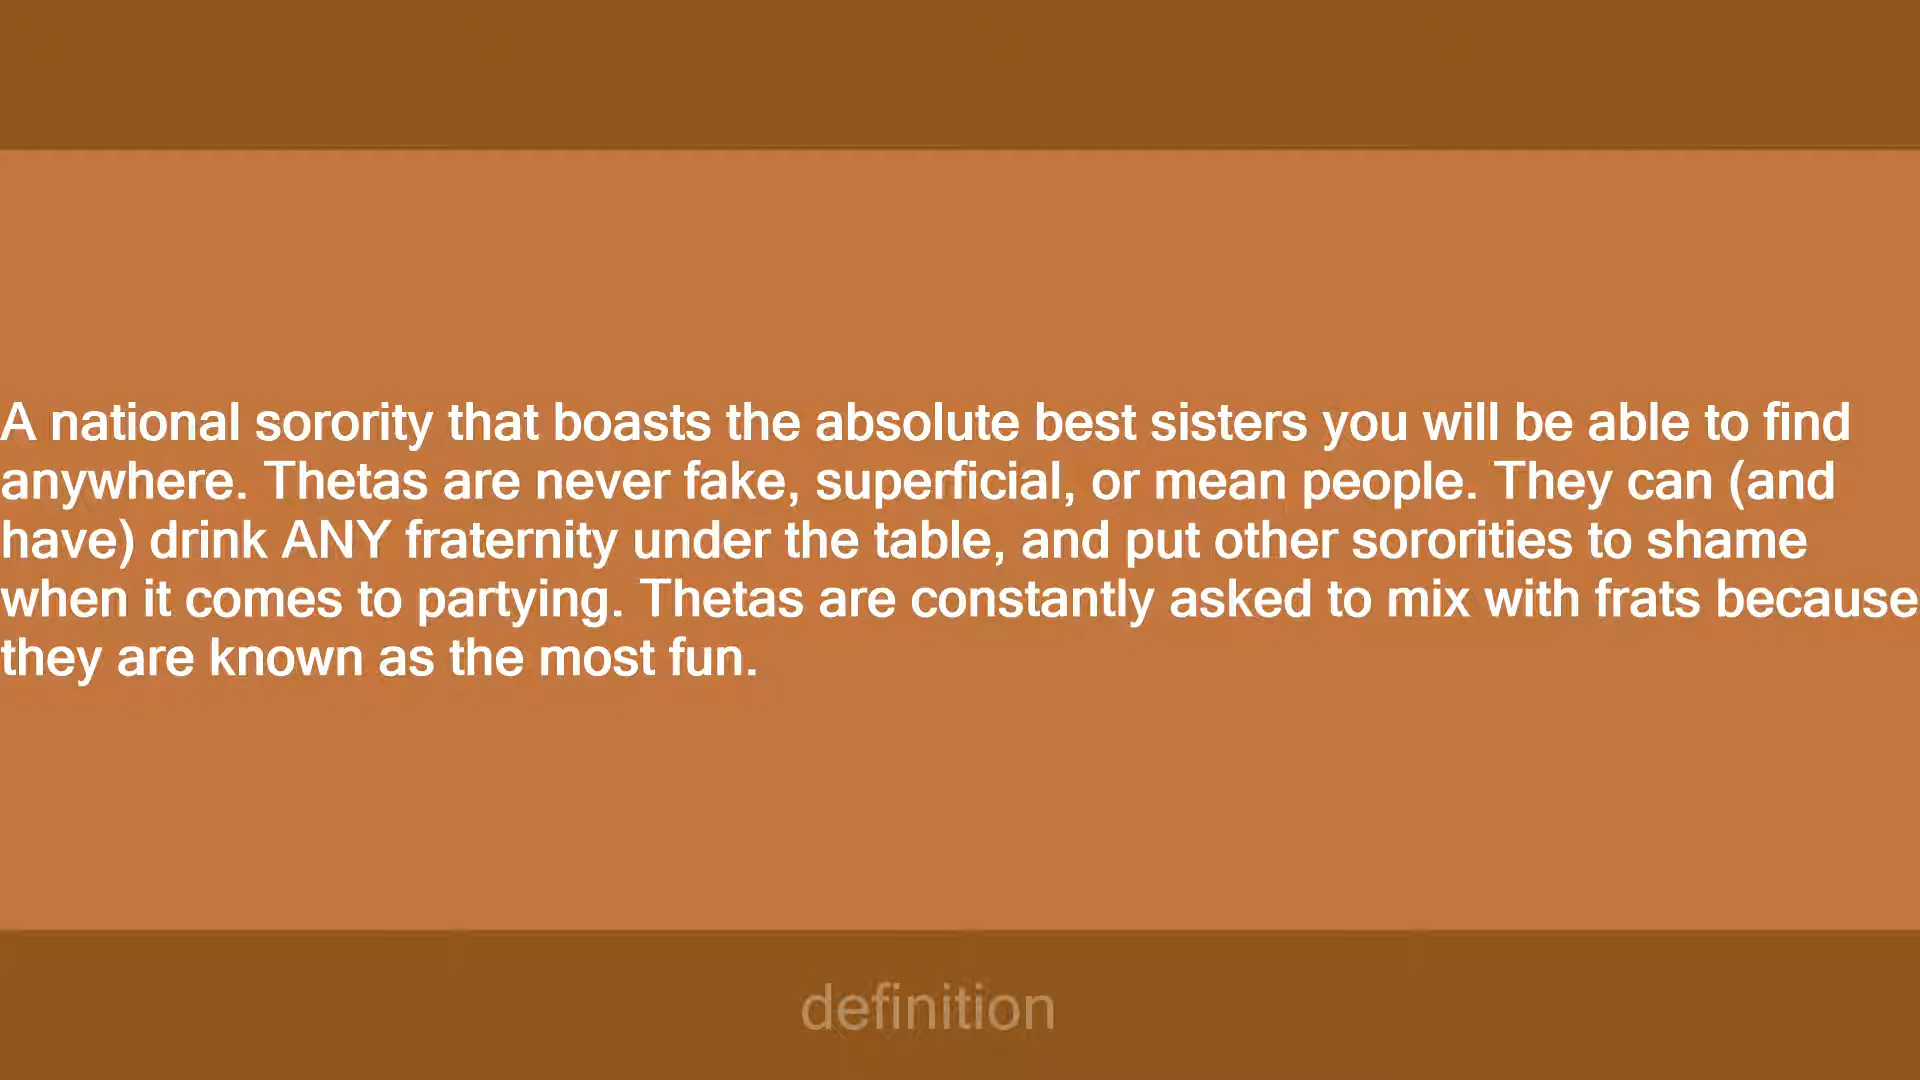 A national sorority that boasts the absolute best sisters you will be able to find
anywhere. Thetas are never fake, superficial, or mean people. They can (and
have) drink ANY fraternity under the table, and put other sororities to shame
when it comes to partying. Thetas are constantly asked to mix with frats because
they are known as the most fun.
definition